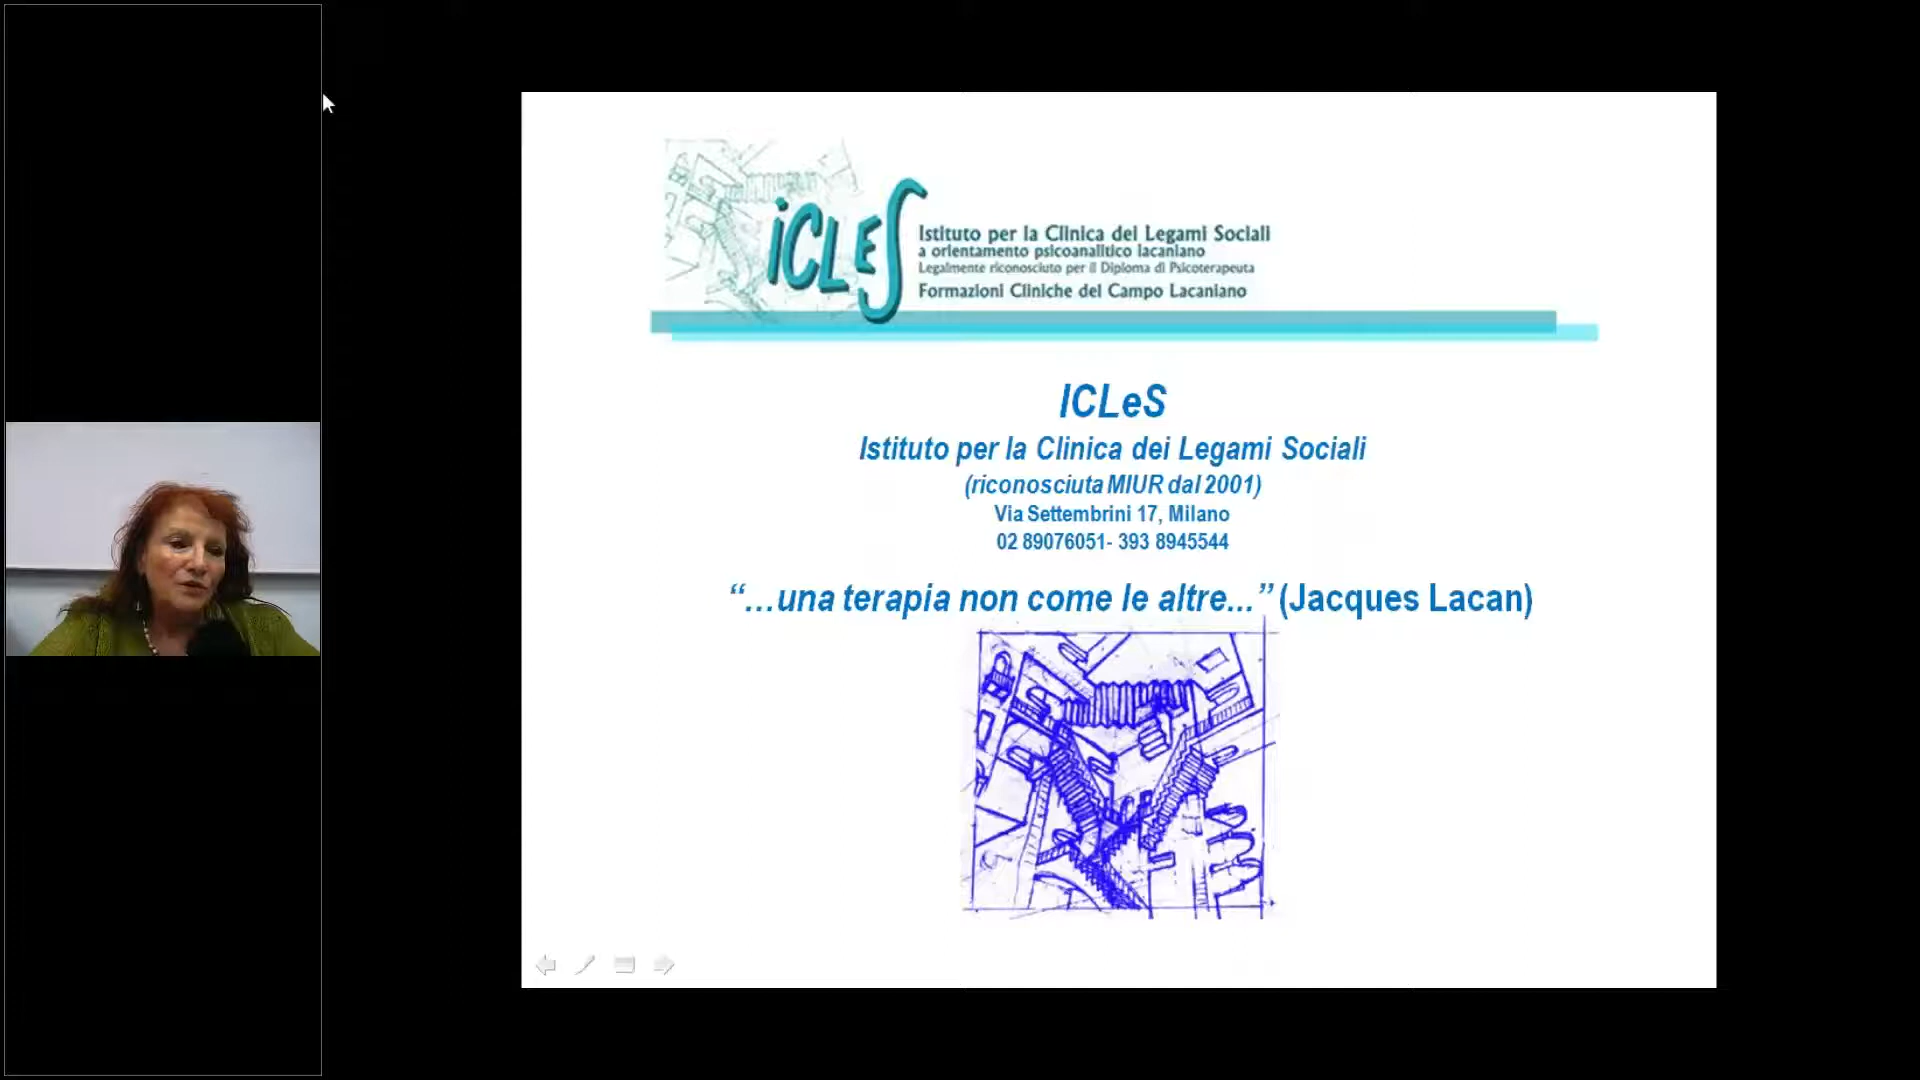 iCLeS
Istituto per la Clinica dei Legami Sociali
a orientamento psicoanalitico lacaniano
Legalmente riconosciuto per il Diploma di Psicoterapeuta
Formazioni Cliniche del Campo Lacaniano
ICLeS
Istituto per la Clinica dei Legami Sociali
(riconosciuta MIUR dal 2001)
Via Settembrini 17, Milano
02 89076051- 393 8945544
“…una terapia non come le altre...” (Jacques Lacan)